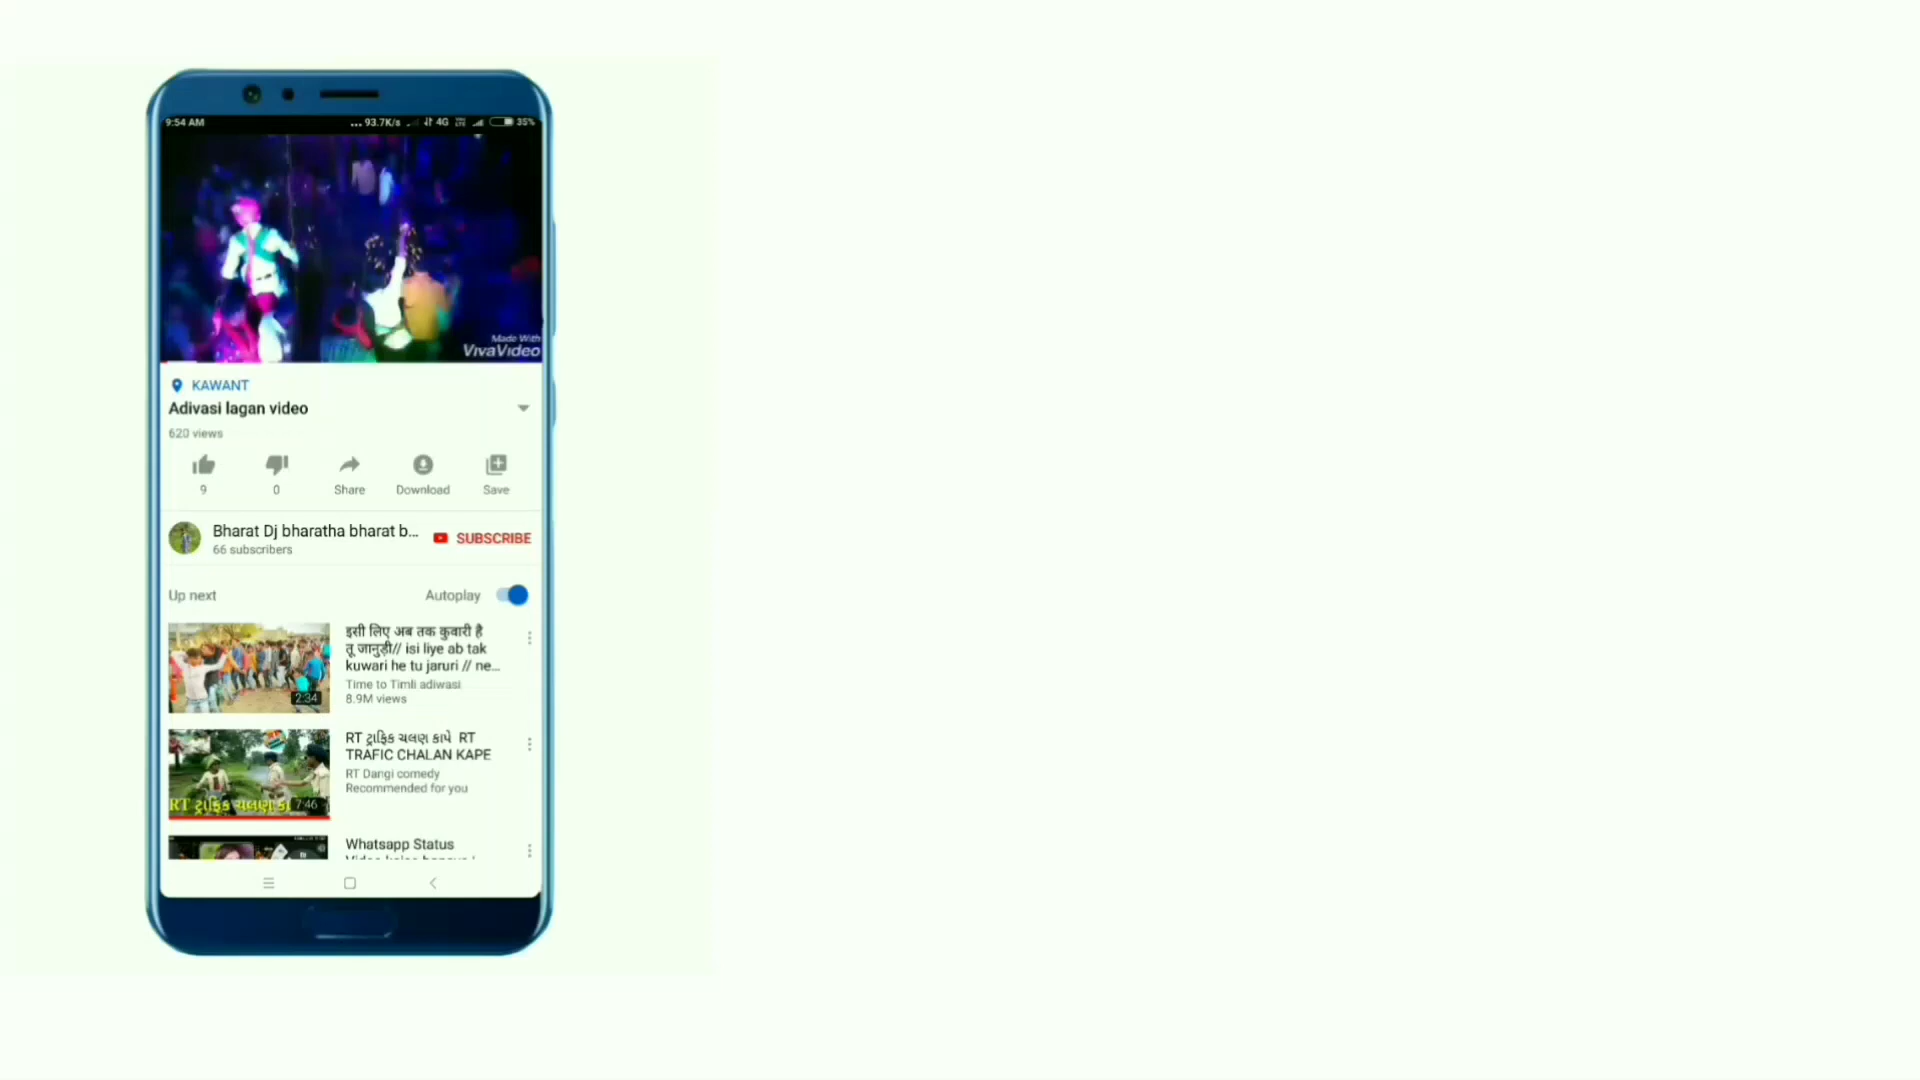 9:54 AM ... 93.7K/s 4G 35%
Made With
VivaVideo
KAWANT
Adivasi lagan video
620 views
9 0 Share Download Save
Bharat Dj bharatha bharat b... SUBSCRIBE
66 subscribers
Up next Autoplay
इसी लिए अब तक कुवारी है
तू जानुड़ी// isi liye ab tak
kuwari he tu jaruri // ne...
Time to Timli adiwasi
8.9M views
2:34
RT ટ્રાફિક ચલણ કાપે RT
TRAFIC CHALAN KAPE
RT Dangi comedy
Recommended for you
RT ટ્રાફિક ચલણ કા 7:46
Whatsapp Status